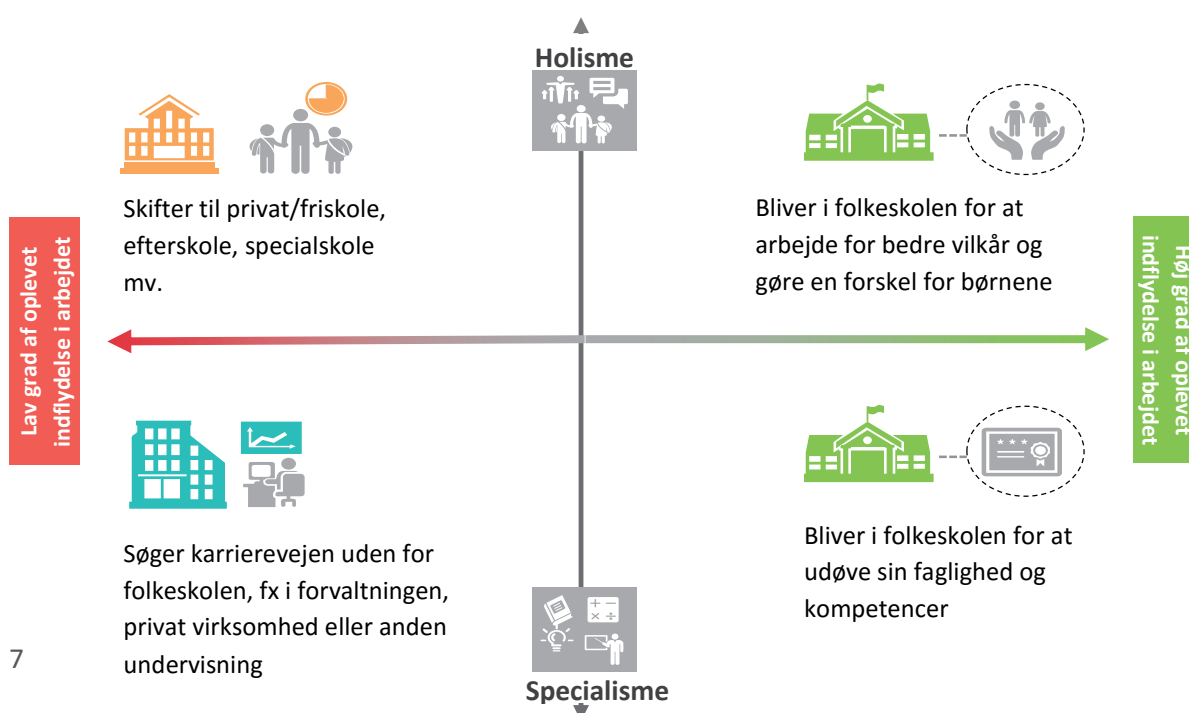 Holisme
Skifter til privat/friskole,
efterskole, specialskole
mv.
Bliver i folkeskolen for at
arbejde for bedre vilkår og
gøre en forskel for børnene
Lav grad af oplevet
indflydelse i arbejdet
Høj grad af oplevet
indflydelse i arbejdet
Søger karrierevejen uden for
folkeskolen, fx i forvaltningen,
privat virksomhed eller anden
undervisning
Bliver i folkeskolen for at
udøve sin faglighed og
kompetencer
7
Specialisme